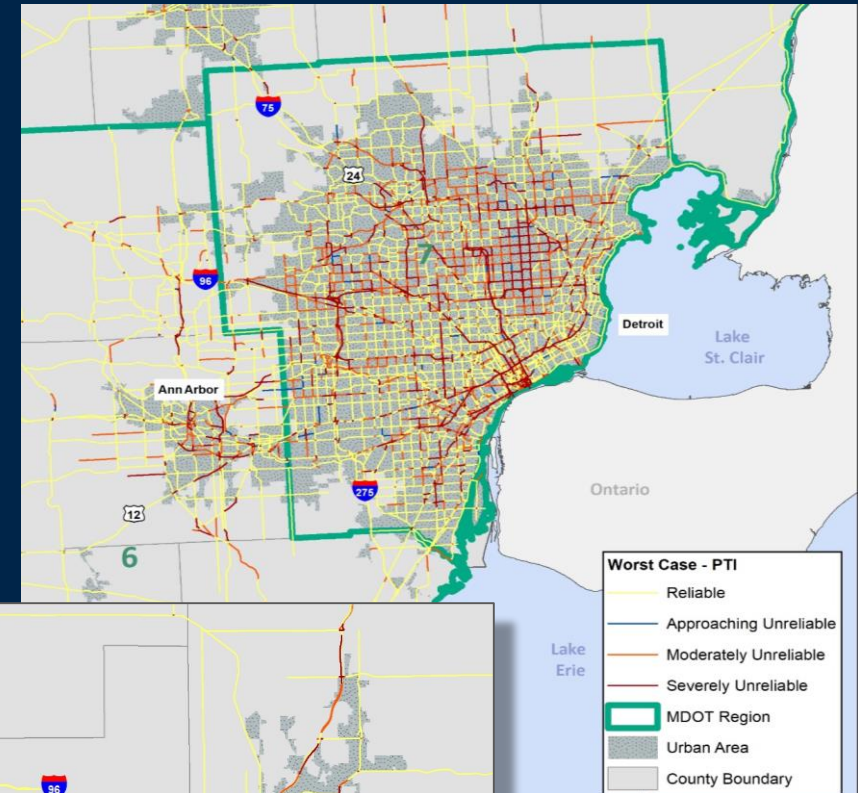 75
24
7
96
Detroit
Lake
St. Clair
Ann Arbor
Ontario
275
12
6
Lake
Erie
Worst Case - PTI
Reliable
Approaching Unreliable
Moderately Unreliable
Severely Unreliable
MDOT Region
Urban Area
County Boundary
96